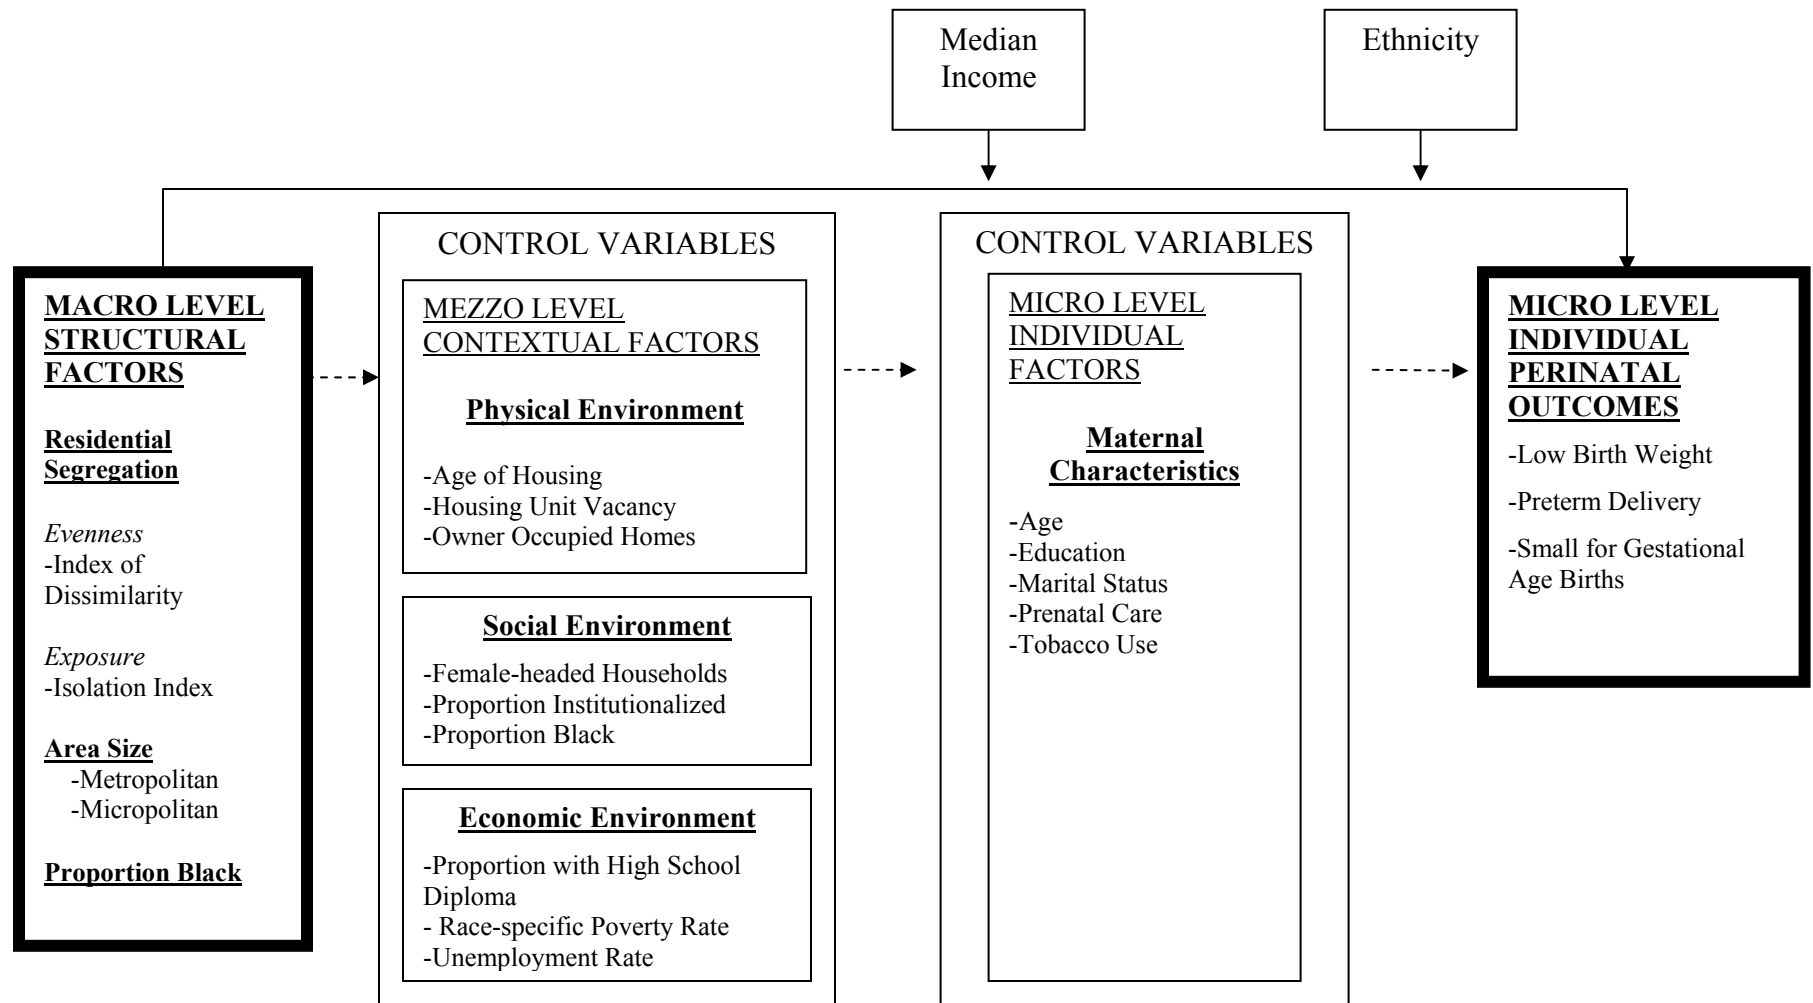 Median
Income
Ethnicity
MACRO LEVEL
STRUCTURAL
FACTORS
Residential
Segregation
Evenness
-Index of
Dissimilarity
Exposure
-Isolation Index
Area Size
-Metropolitan
-Micropolitan
Proportion Black
CONTROL VARIABLES
MEZZO LEVEL
CONTEXTUAL FACTORS
Physical Environment
-Age of Housing
-Housing Unit Vacancy
-Owner Occupied Homes
Social Environment
-Female-headed Households
-Proportion Institutionalized
-Proportion Black
Economic Environment
-Proportion with High School
Diploma
- Race-specific Poverty Rate
-Unemployment Rate
CONTROL VARIABLES
MICRO LEVEL
INDIVIDUAL
FACTORS
Maternal
Characteristics
-Age
-Education
-Marital Status
-Prenatal Care
-Tobacco Use
MICRO LEVEL
INDIVIDUAL
PERINATAL
OUTCOMES
-Low Birth Weight
-Preterm Delivery
-Small for Gestational
Age Births